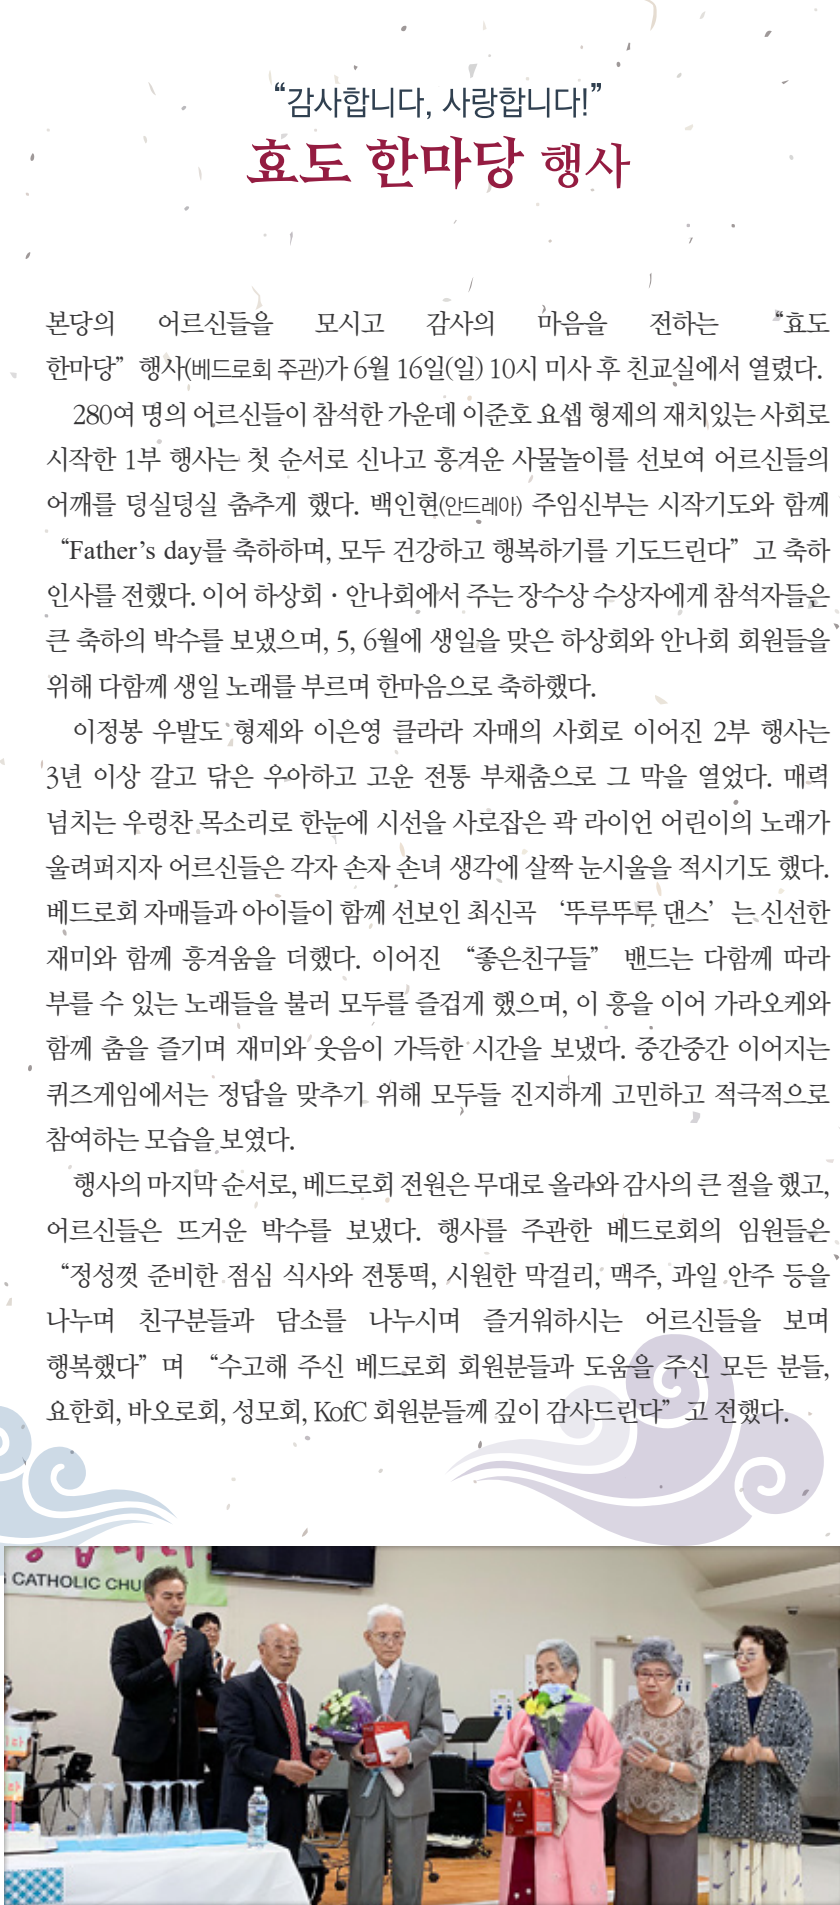 “감사합니다, 사랑합니다!”
효도 한마당 행사
본당의 어르신들을 모시고 감사의 마음을 전하는 “효도
한마당” 행사(베드로회 주관)가 6월 16일(일) 10시 미사 후 친교실에서 열렸다.
280여 명의 어르신들이 참석한 가운데 이준호 요셉 형제의 재치있는 사회로
시작한 1부 행사는 첫 순서로 신나고 흥겨운 사물놀이를 선보여 어르신들의
어깨를 덩실덩실 춤추게 했다. 백인현(안드레아) 주임신부는 시작기도와 함께
“Father’s day를 축하하며, 모두 건강하고 행복하기를 기도드린다”고 축하
인사를 전했다. 이어 하상회 · 안나회에서 주는 장수상 수상자에게 참석자들은
큰 축하의 박수를 보냈으며, 5, 6월에 생일을 맞은 하상회와 안나회 회원들을
위해 다함께 생일 노래를 부르며 한마음으로 축하했다.
이정봉 우발도 형제와 이은영 클라라 자매의 사회로 이어진 2부 행사는
3년 이상 갈고 닦은 우아하고 고운 전통 부채춤으로 그 막을 열었다. 매력
넘치는 우렁찬 목소리로 한눈에 시선을 사로잡은 곽 라이언 어린이의 노래가
울려퍼지자 어르신들은 각자 손자 손녀 생각에 살짝 눈시울을 적시기도 했다.
베드로회 자매들과 아이들이 함께 선보인 최신곡 ‘뚜루뚜루 댄스’는 신선한
재미와 함께 흥겨움을 더했다. 이어진 “좋은친구들” 밴드는 다함께 따라
부를 수 있는 노래들을 불러 모두를 즐겁게 했으며, 이 흥을 이어 가라오케와
함께 춤을 즐기며 재미와 웃음이 가득한 시간을 보냈다. 중간중간 이어지는
퀴즈게임에서는 정답을 맞추기 위해 모두들 진지하게 고민하고 적극적으로
참여하는 모습을 보였다.
행사의 마지막 순서로, 베드로회 전원은 무대로 올라와 감사의 큰 절을 했고,
어르신들은 뜨거운 박수를 보냈다. 행사를 주관한 베드로회의 임원들은
“정성껏 준비한 점심 식사와 전통떡, 시원한 막걸리, 맥주, 과일 안주 등을
나누며 친구분들과 담소를 나누시며 즐거워하시는 어르신들을 보며
행복했다”며 “수고해 주신 베드로회 회원분들과 도움을 주신 모든 분들,
요한회, 바오로회, 성모회, KofC 회원분들께 깊이 감사드린다”고 전했다.
CATHOLIC CHU